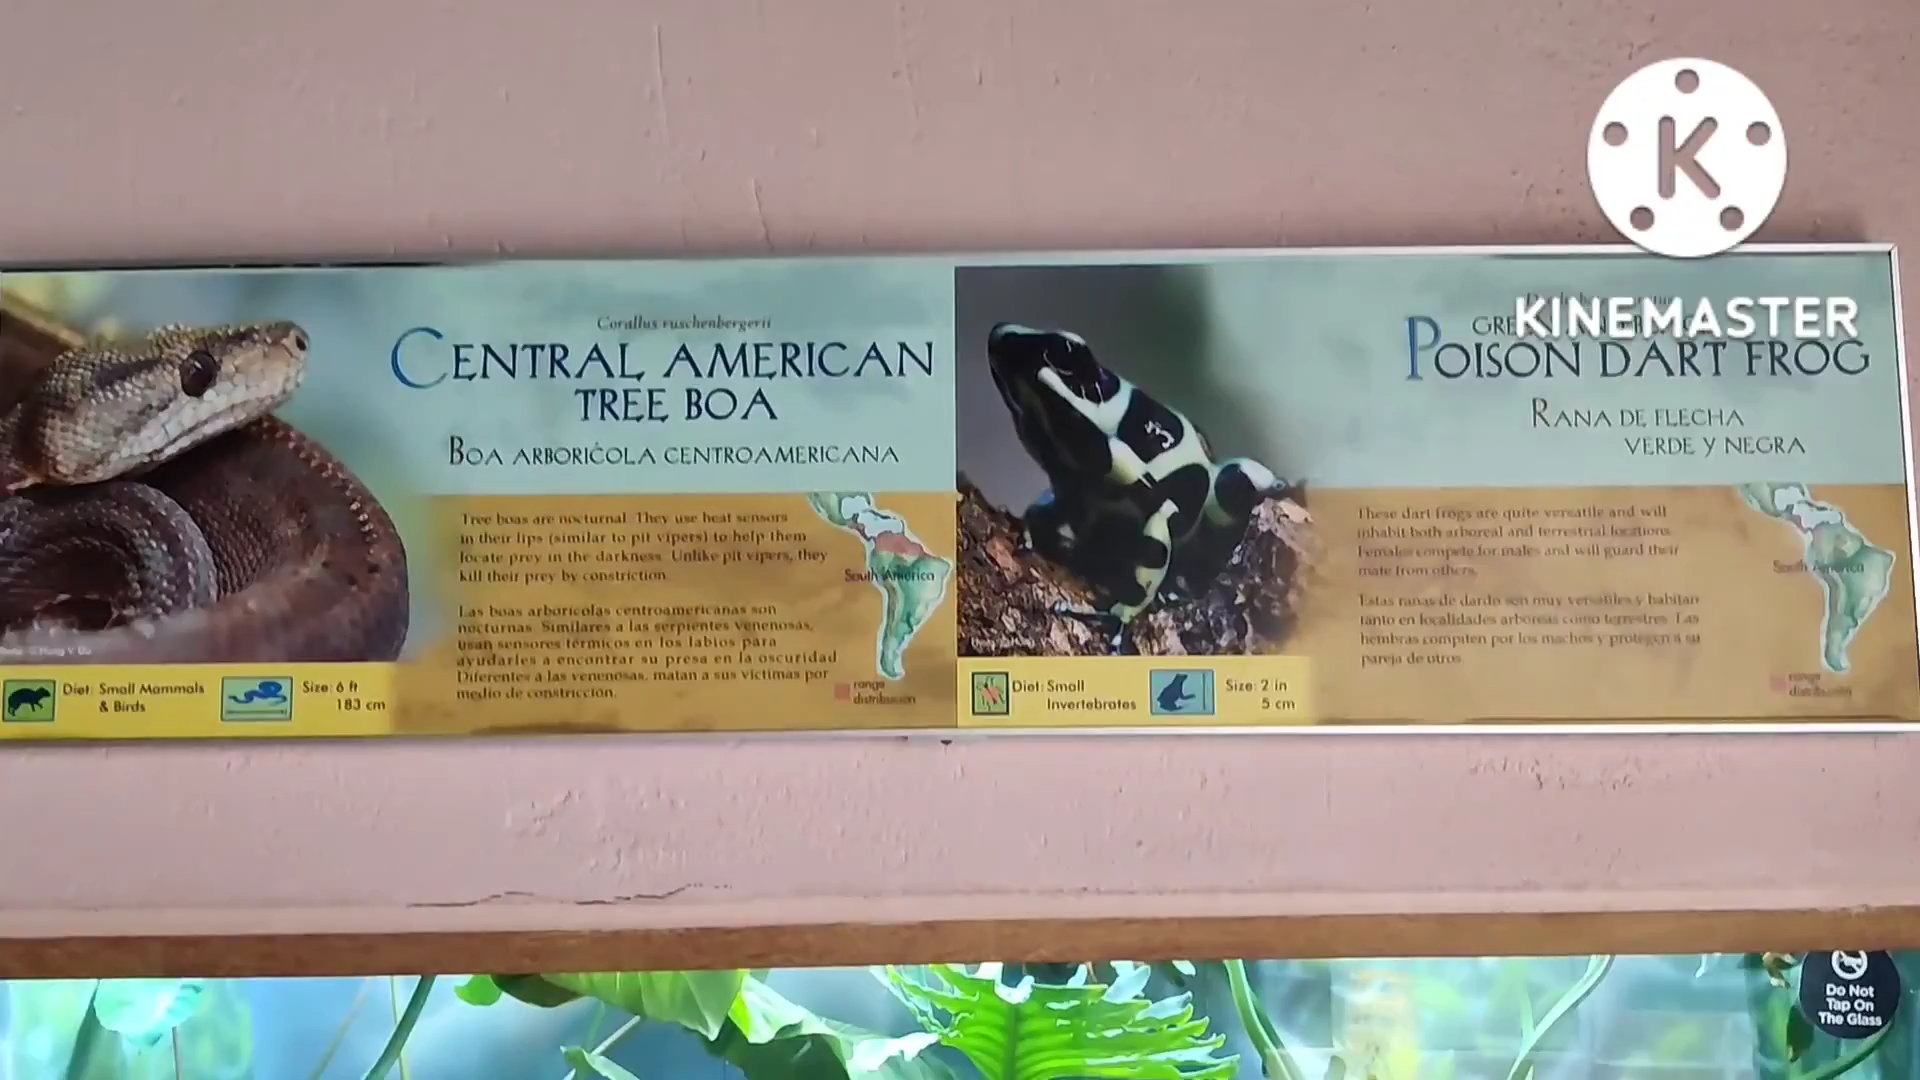 Corallus ruschenbergerii
CENTRAL AMERICAN
TREE BOA
BOA ARBORÍCOLA CENTROAMERICANA
Tree boas are nocturnal. They use heat sensors
in their lips (similar to pit vipers) to help them
locate prey in the darkness. Unlike pit vipers, they
kill their prey by constriction.
Las boas arborícolas centroamericanas son
nocturnas. Similares a las serpientes venenosas,
usan sensores térmicos en los labios para
ayudarles a encontrar su presa en la oscuridad
Diferentes a las venenosas, matan a sus víctimas por
medio de constricción.
South America
range
distribución
Diet: Small Mammals
& Birds
Size: 6 ft
183 cm
K
KINEMASTER
POISON DART FROG
RANA DE FLECHA
VERDE Y NEGRA
These dart frogs are quite versatile and will
inhabit both arboreal and terrestrial locations.
Females compete for males and will guard their
mate from others.
Estas ranas de dardo son muy versatiles y habitan
tanto en localidades arboreas como terrestres. Las
hembras compiten por los machos y protegen a su
pareja de otros.
South America
range
distribución
Diet: Small
Invertebrates
Size: 2 in
5 cm
Do Not
Tap On
The Glass